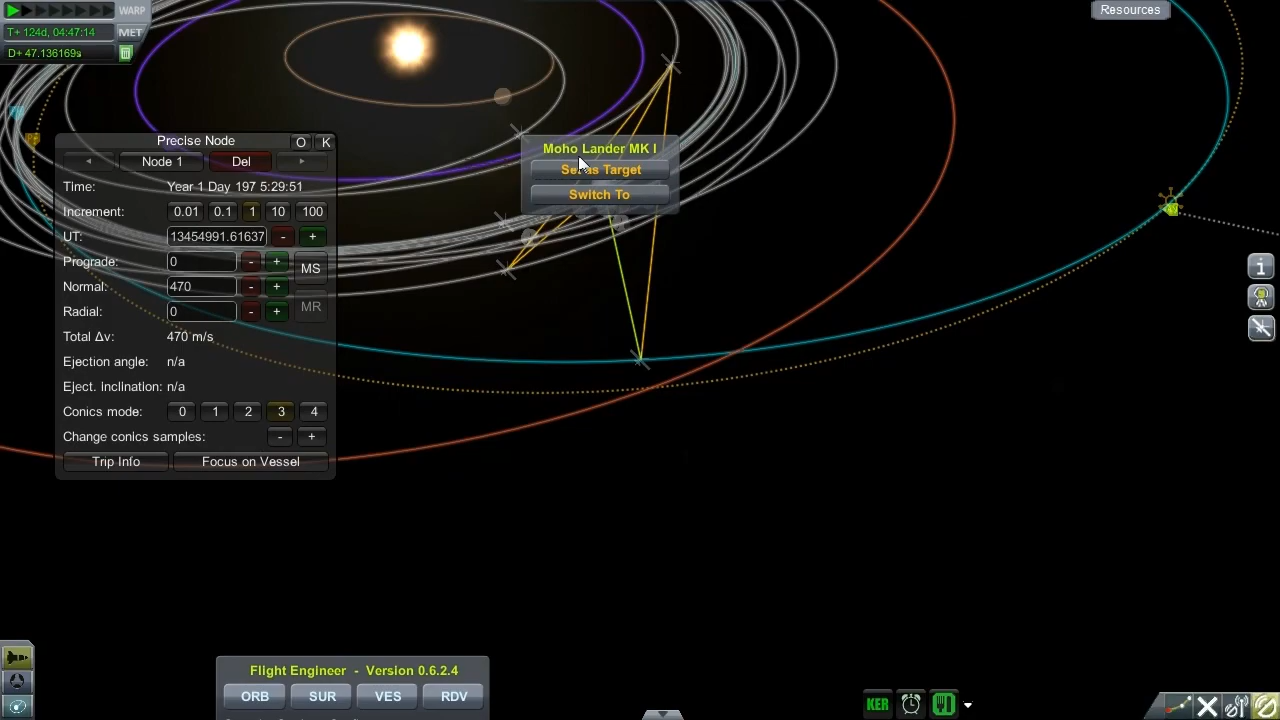 WARP
Resources
T+ 124d, 04:47:14
MET
D+ 47.136169s
Precise Node
O
K
Node 1
Del
Time: Year 1 Day 197 5:29:51
Increment: 0.01 0.1 1 10 100
UT: 13454991.61637 - +
Prograde: 0 - + MS
Normal: 470 - +
MR
Radial: 0 - +
Total Δv: 470 m/s
Ejection angle: n/a
Eject. inclination: n/a
Conics mode: 0 1 2 3 4
Change conics samples: - +
Trip Info
Focus on Vessel
Moho Lander MK I
Set as Target
Switch To
Flight Engineer - Version 0.6.2.4
ORB SUR VES RDV
KER